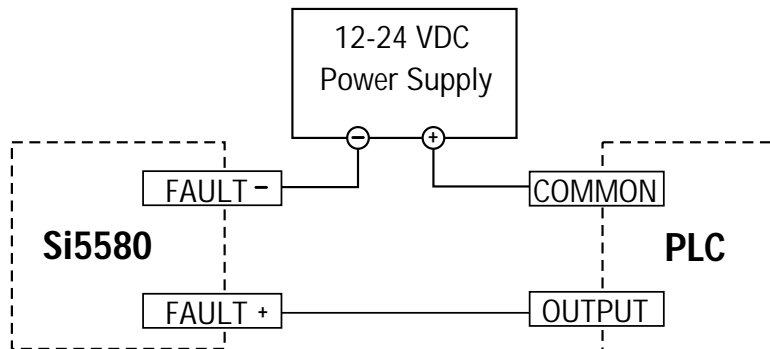 12-24 VDC
Power Supply
− +
FAULT − COMMON
Si5580 PLC
FAULT + OUTPUT